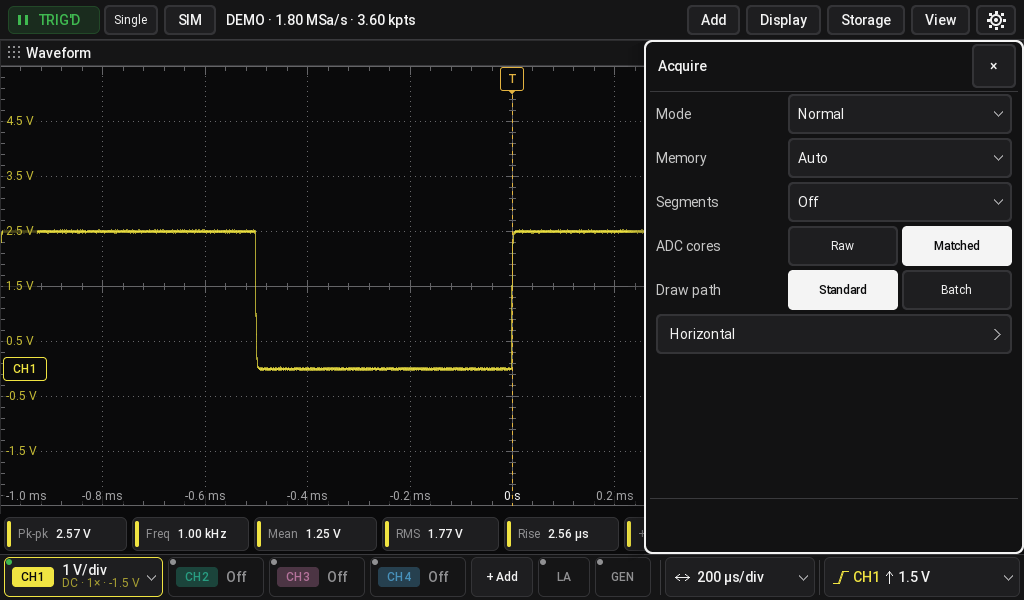 TRIG'D Single SIM DEMO · 1.80 MSa/s · 3.60 kpts Add Display Storage View
Waveform
T
4.5 V
3.5 V
2.5 V
1.5 V
0.5 V
CH1
-0.5 V
-1.5 V
-1.0 ms -0.8 ms -0.6 ms -0.4 ms -0.2 ms 0 s 0.2 ms
Acquire ×
Mode Normal
Memory Auto
Segments Off
ADC cores Raw Matched
Draw path Standard Batch
Horizontal
Pk-pk 2.57 V Freq 1.00 kHz Mean 1.25 V RMS 1.77 V Rise 2.56 µs
CH1 1 V/div CH2 Off CH3 Off CH4 Off + Add LA GEN ↔ 200 µs/div CH1 ↑ 1.5 V
DC · 1× · -1.5 V